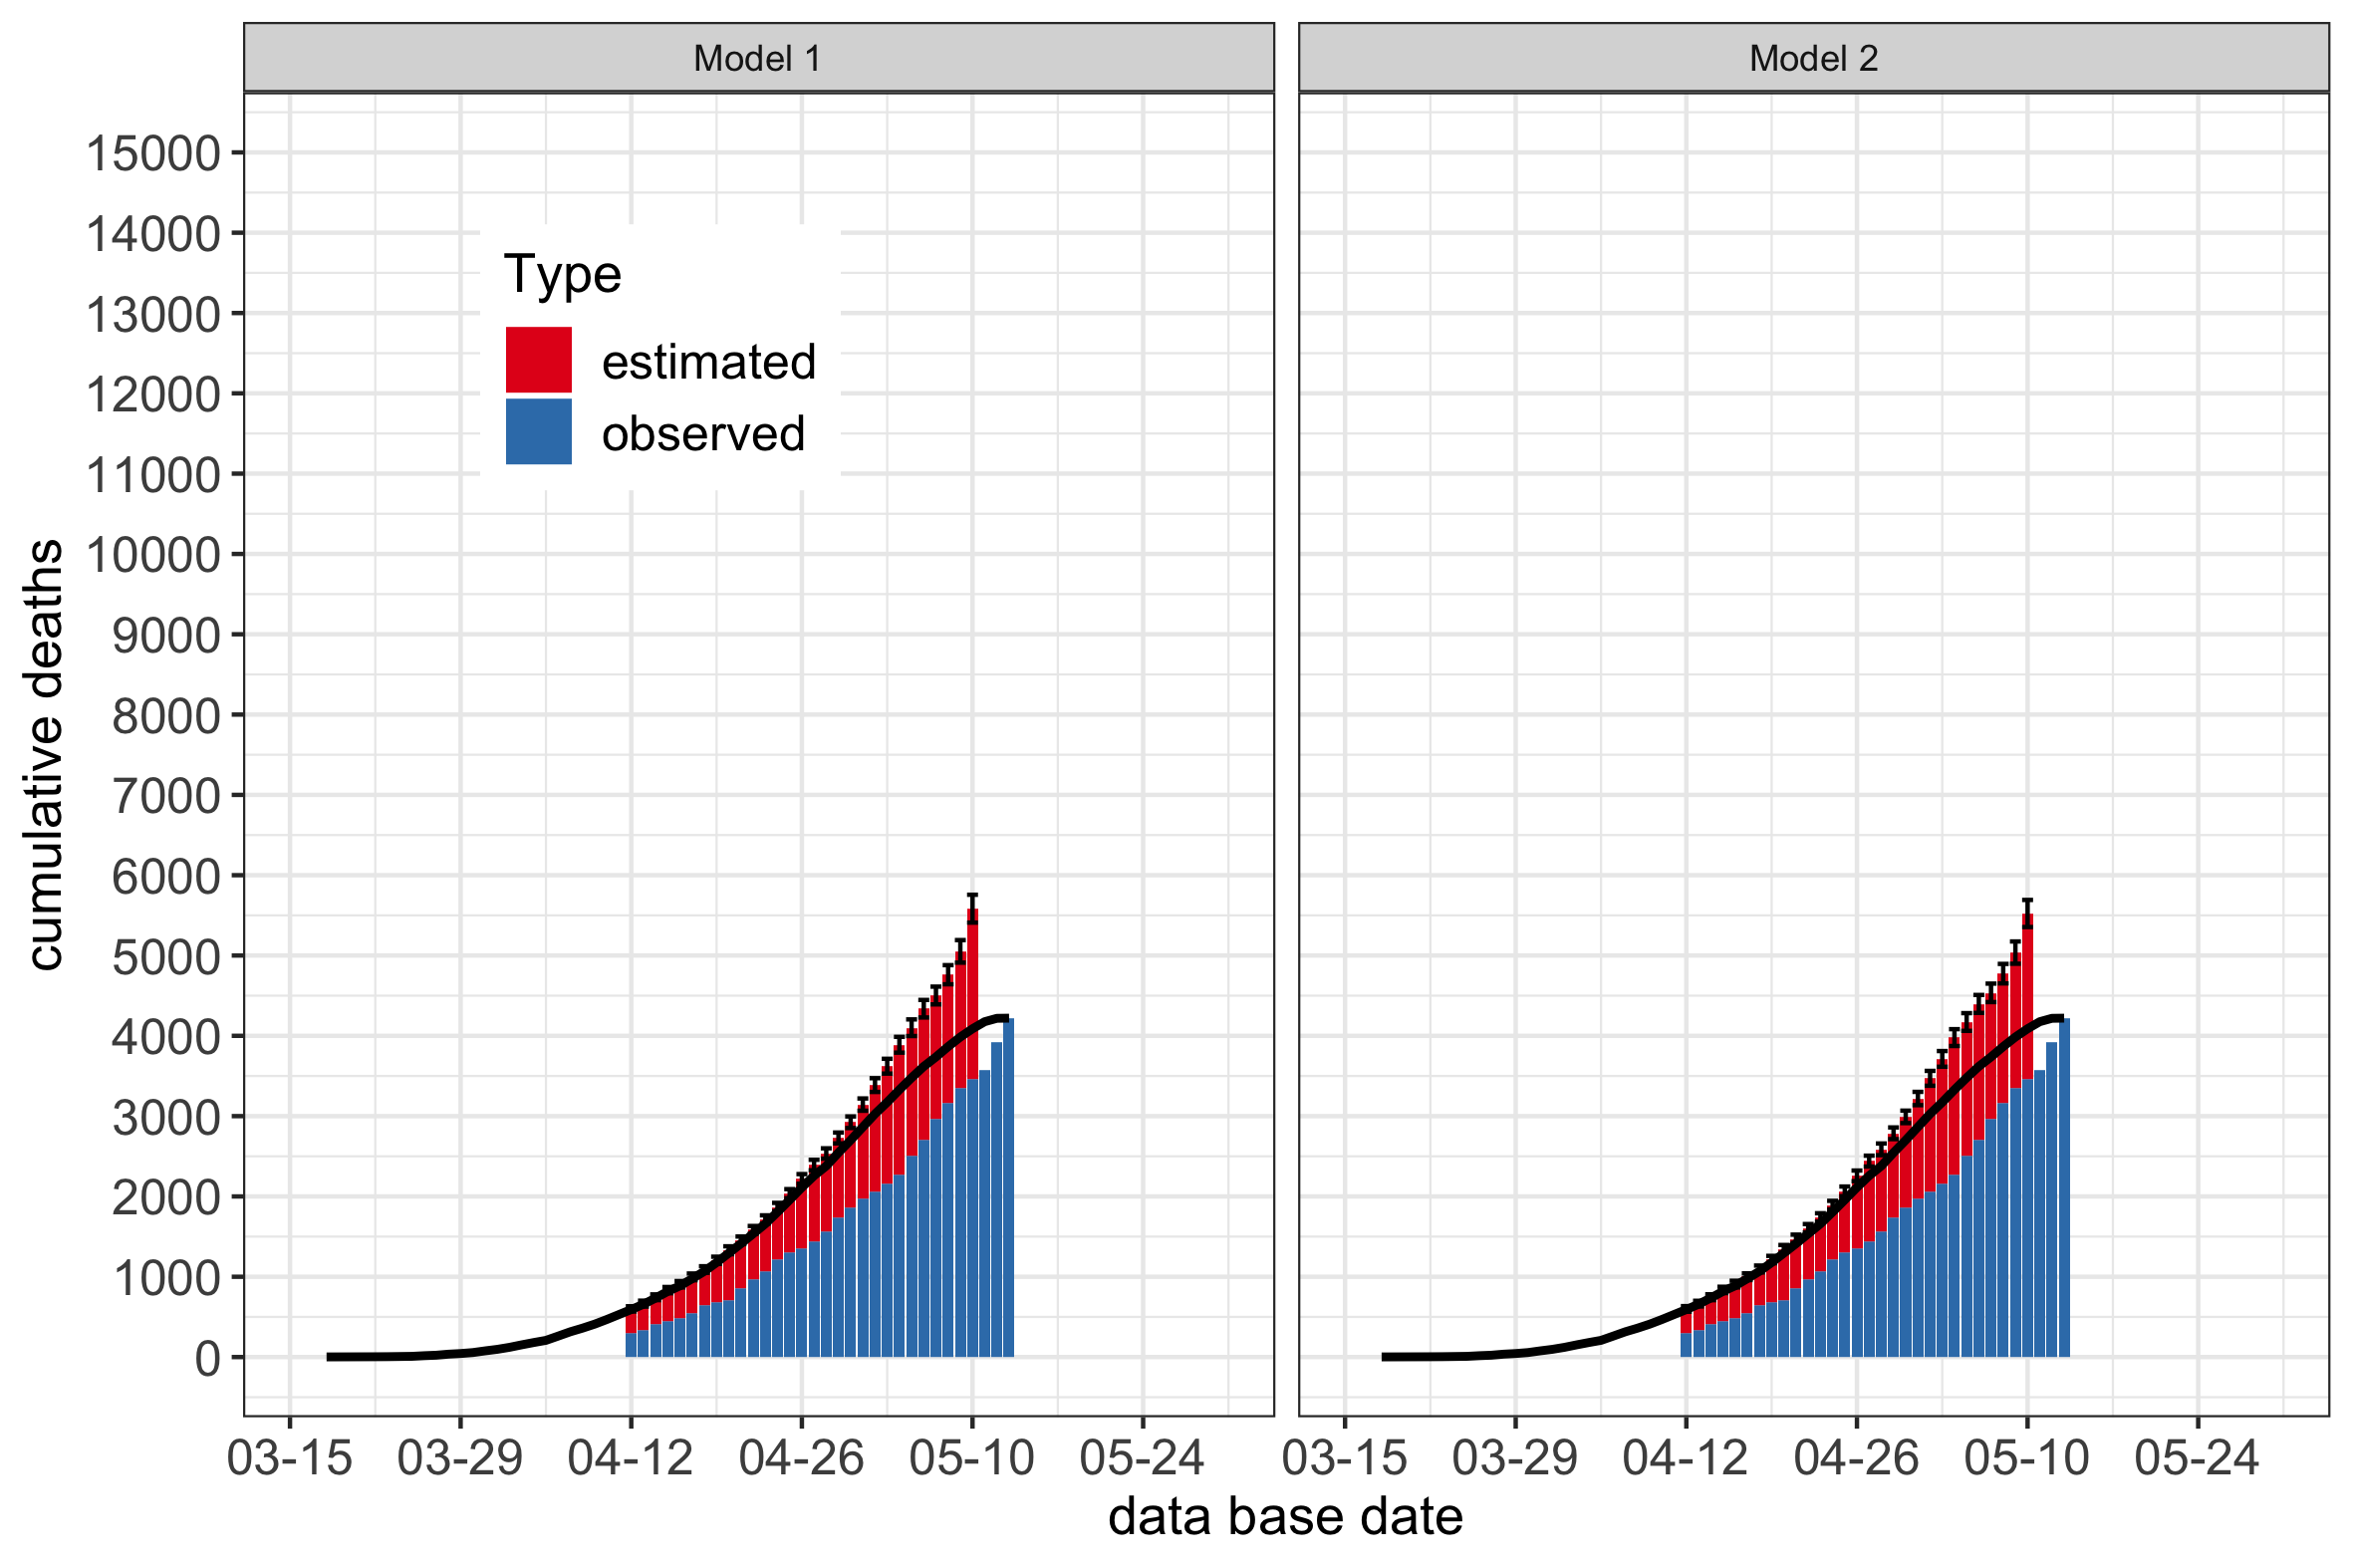 Model 1
Model 2
15000
14000
13000
12000
11000
10000
9000
8000
7000
6000
5000
4000
3000
2000
1000
0
cumulative deaths
Type
estimated
observed
03-15 03-29 04-12 04-26 05-10 05-24
03-15 03-29 04-12 04-26 05-10 05-24
data base date